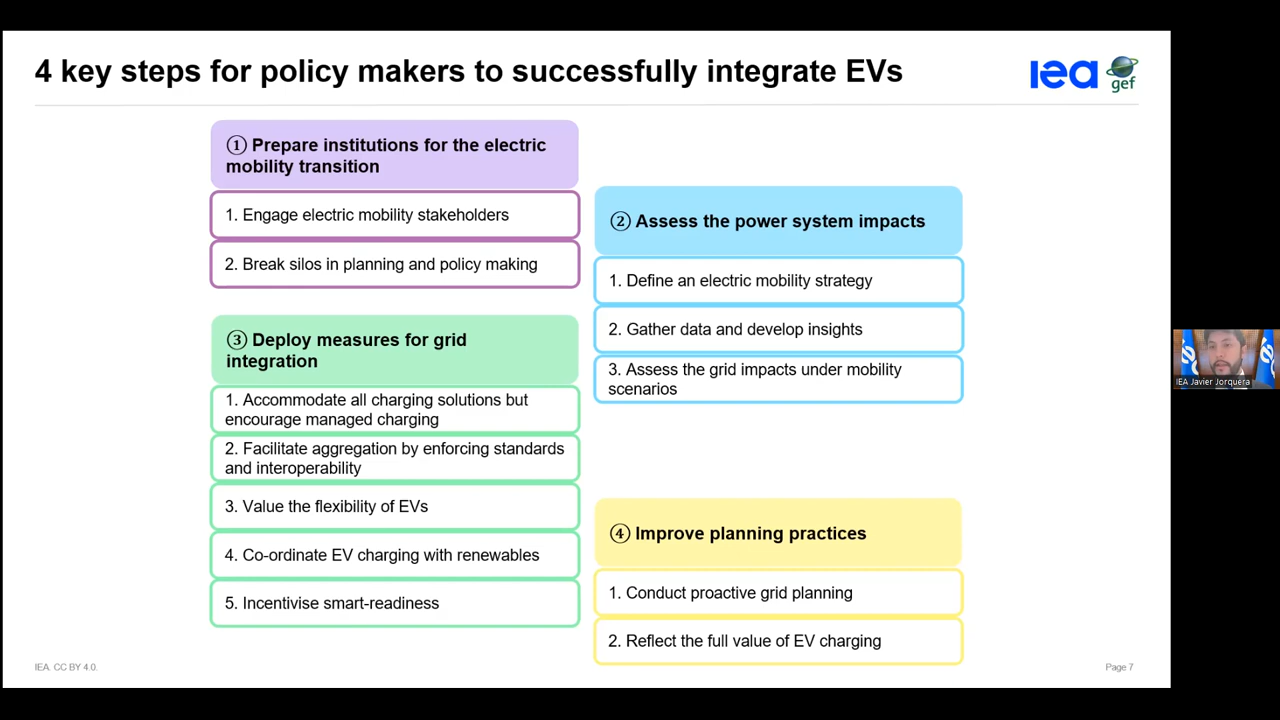 4 key steps for policy makers to successfully integrate EVs
iea
gef
① Prepare institutions for the electric
mobility transition
1. Engage electric mobility stakeholders
2. Break silos in planning and policy making
② Assess the power system impacts
1. Define an electric mobility strategy
2. Gather data and develop insights
3. Assess the grid impacts under mobility
scenarios
③ Deploy measures for grid
integration
1. Accommodate all charging solutions but
encourage managed charging
2. Facilitate aggregation by enforcing standards
and interoperability
3. Value the flexibility of EVs
4. Co-ordinate EV charging with renewables
5. Incentivise smart-readiness
④ Improve planning practices
1. Conduct proactive grid planning
2. Reflect the full value of EV charging
IEA. CC BY 4.0.
Page 7
IEA Javier Jorquera